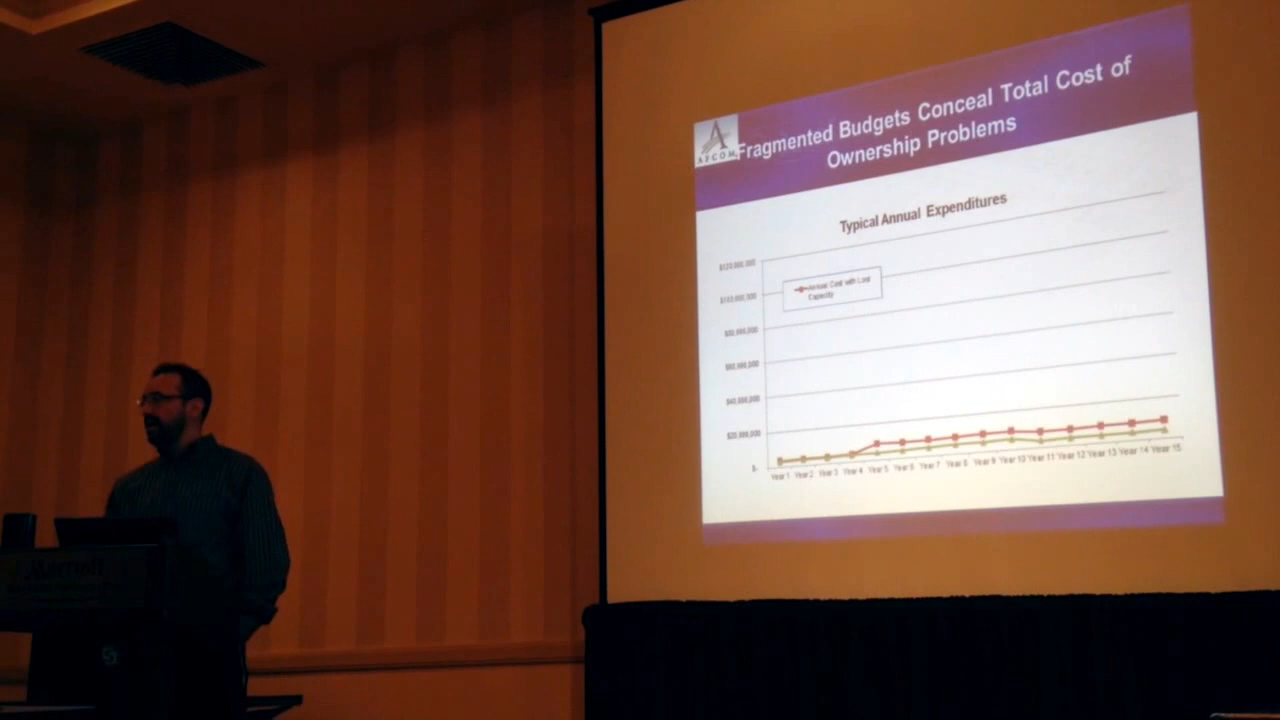 Fragmented Budgets Conceal Total Cost of
Ownership Problems
A
AFCOM
Typical Annual Expenditures
$120,000,000
$100,000,000
$80,000,000
$60,000,000
$40,000,000
$20,000,000
$-
Annual Cost with Lost
Capacity
Year 1 Year 2 Year 3 Year 4 Year 5 Year 6 Year 7 Year 8 Year 9 Year 10 Year 11 Year 12 Year 13 Year 14 Year 15
Marriott